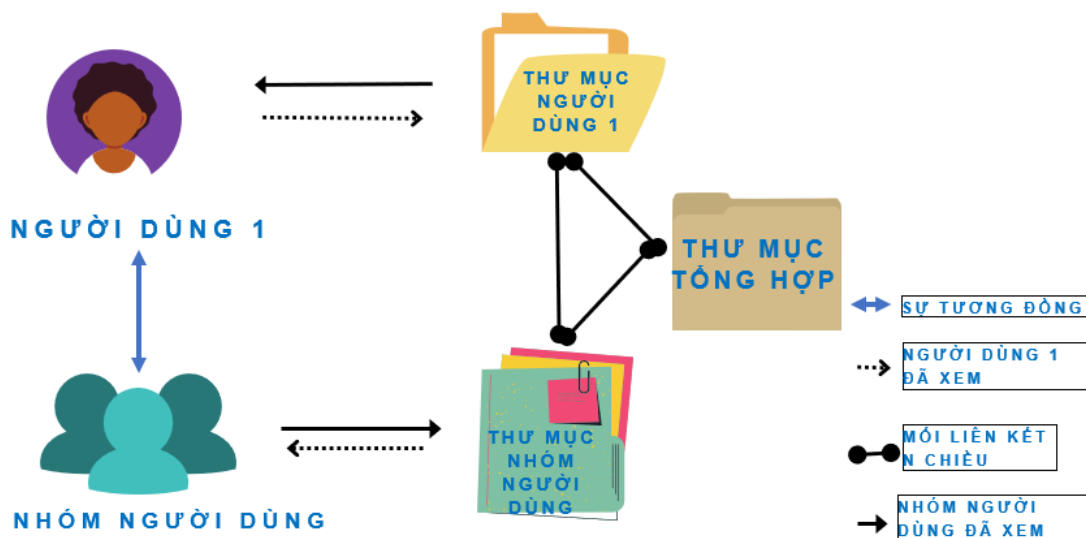 THƯ MỤC
NGƯỜI
DÙNG 1
NGƯỜI DÙNG 1
THƯ MỤC
TỔNG HỢP
SỰ TƯƠNG ĐỒNG
NGƯỜI DÙNG 1
ĐÃ XEM
THƯ MỤC
NHÓM
NGƯỜI
DÙNG
MỐI LIÊN KẾT
N CHIỀU
NHÓM NGƯỜI DÙNG
NHÓM NGƯỜI
DÙNG ĐÃ XEM